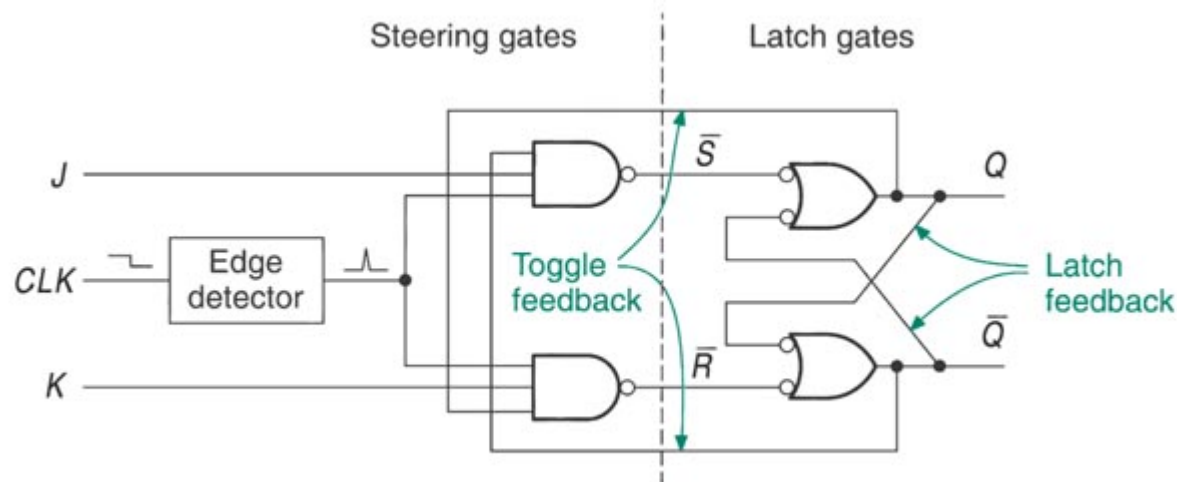 Steering gates
Latch gates
J
S̅
Q
CLK
Edge
detector
Toggle
feedback
Latch
feedback
K
R̅
Q̅